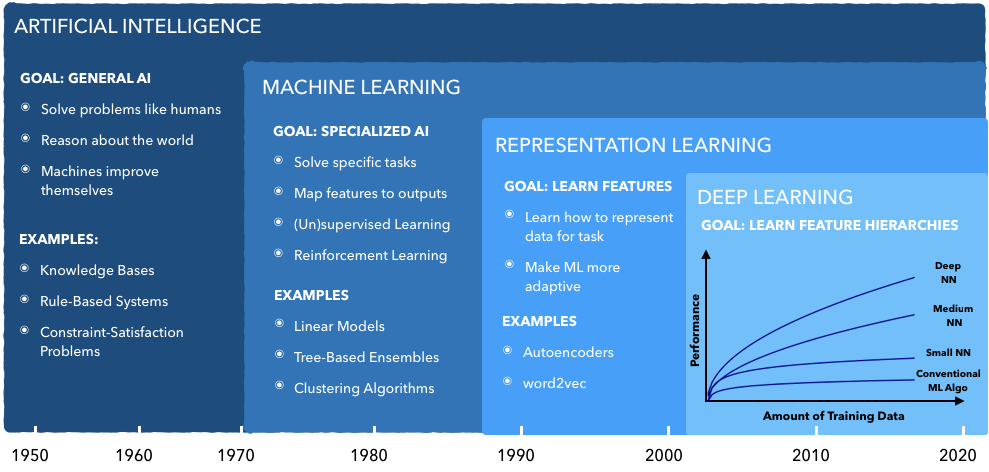 ARTIFICIAL INTELLIGENCE
GOAL: GENERAL AI
Solve problems like humans
Reason about the world
Machines improve
themselves
EXAMPLES:
Knowledge Bases
Rule-Based Systems
Constraint-Satisfaction
Problems
MACHINE LEARNING
GOAL: SPECIALIZED AI
Solve specific tasks
Map features to outputs
(Un)supervised Learning
Reinforcement Learning
EXAMPLES
Linear Models
Tree-Based Ensembles
Clustering Algorithms
REPRESENTATION LEARNING
GOAL: LEARN FEATURES
Learn how to represent
data for task
Make ML more
adaptive
EXAMPLES
Autoencoders
word2vec
DEEP LEARNING
GOAL: LEARN FEATURE HIERARCHIES
Performance
Deep
NN
Medium
NN
Small NN
Conventional
ML Algo
Amount of Training Data
1950 1960 1970 1980 1990 2000 2010 2020